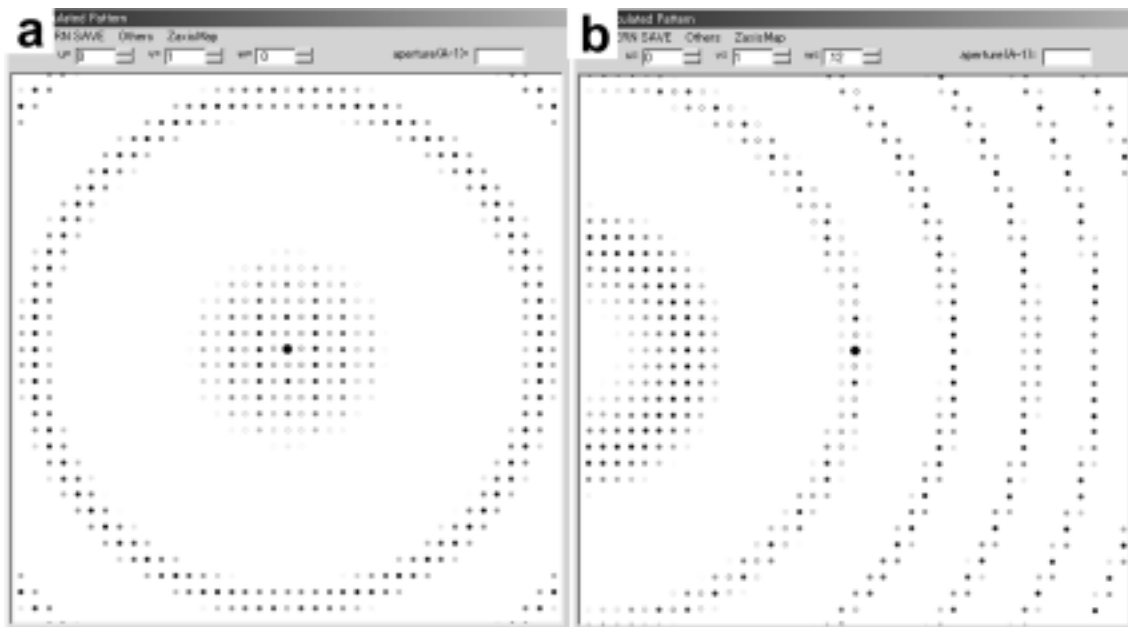 a
ulated Pattern
RN SAVE Others ZaxisMap
u= 0 v= 1 w= 0 aperture(A-1)=
b
oulated Pattern
RN SAVE Others ZaxisMap
u= 0 v= 1 w= 12 aperture(A-1)=